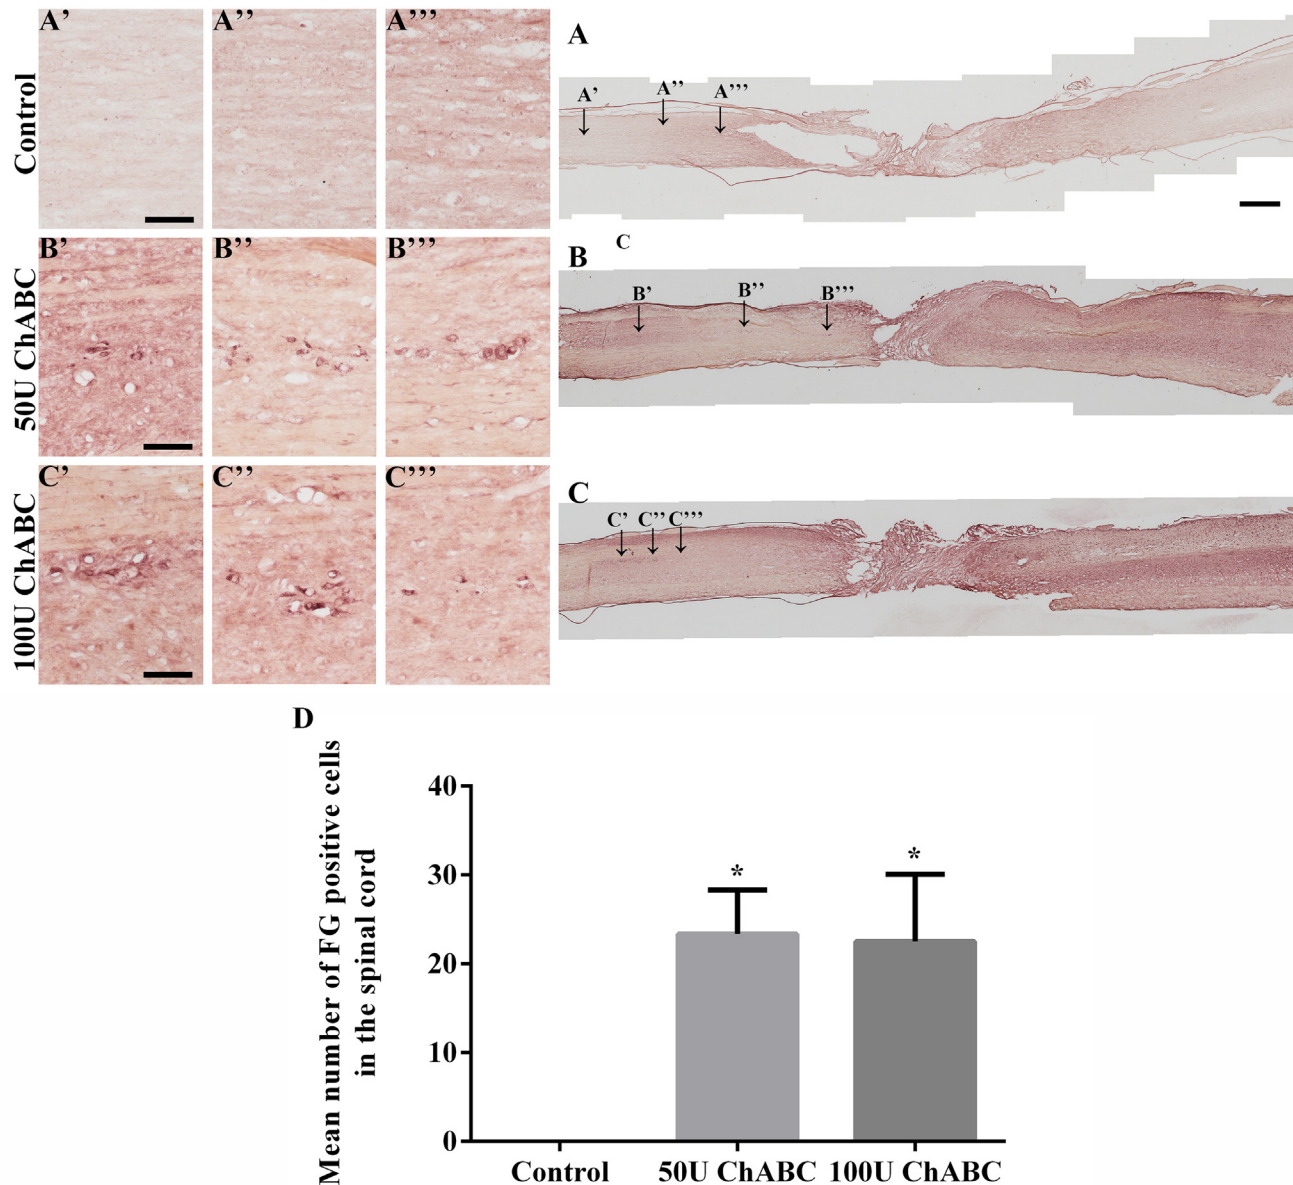 A’ A’’ A’’’
Control
A
A’ A’’ A’’’
B’ B’’ B’’’
50U ChABC
C
B
B’ B’’ B’’’
C’ C’’ C’’’
100U ChABC
C
C’ C’’ C’’’
D
Mean number of FG positive cells
in the spinal cord
40
30
20
10
0
* *
Control 50U ChABC 100U ChABC